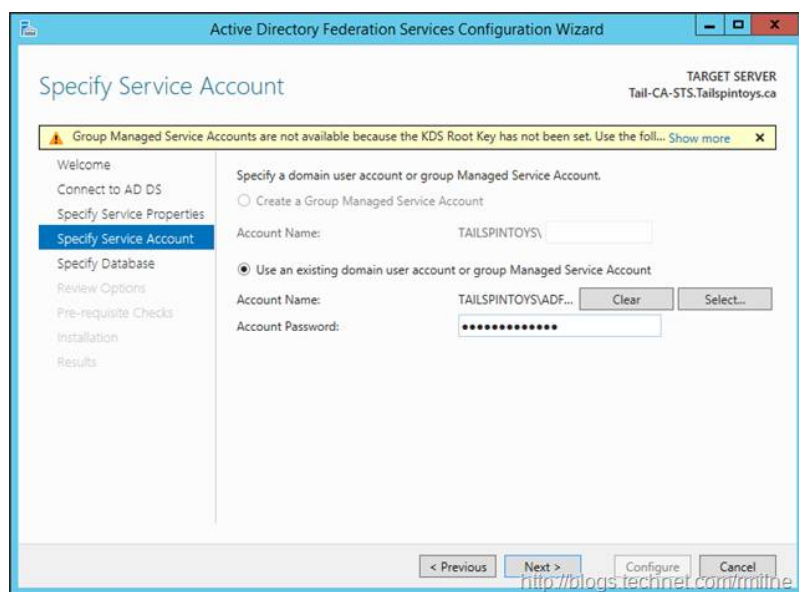 Active Directory Federation Services Configuration Wizard
Specify Service Account
TARGET SERVER
Tail-CA-STS.Tailspintoys.ca
Group Managed Service Accounts are not available because the KDS Root Key has not been set. Use the foll... Show more
Welcome
Connect to AD DS
Specify Service Properties
Specify Service Account
Specify Database
Review Options
Pre-requisite Checks
Installation
Results
Specify a domain user account or group Managed Service Account.
Create a Group Managed Service Account
Account Name: TAILSPINTOYS\
Use an existing domain user account or group Managed Service Account
Account Name: TAILSPINTOYS\ADF... Clear Select...
Account Password: •••••••••••••
< Previous Next > Configure Cancel
http://blogs.technet.com/rmilne